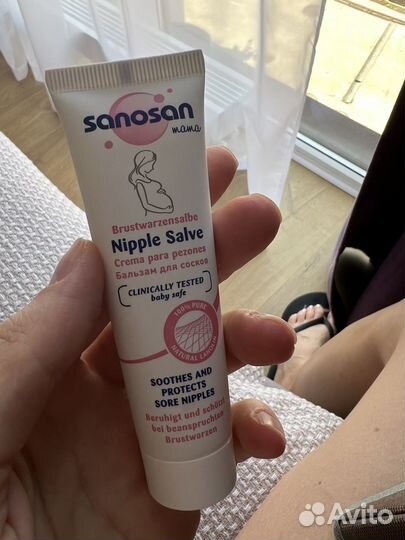 sanosan
mama
Brustwarzensalbe
Nipple Salve
Crema para pezones
Бальзам для сосков
CLINICALLY TESTED
baby safe
100% PURE
NATURAL LANOLIN
SOOTHES AND
PROTECTS
SORE NIPPLES
Beruhigt und schützt
bei beanspruchten
Brustwarzen
Avito